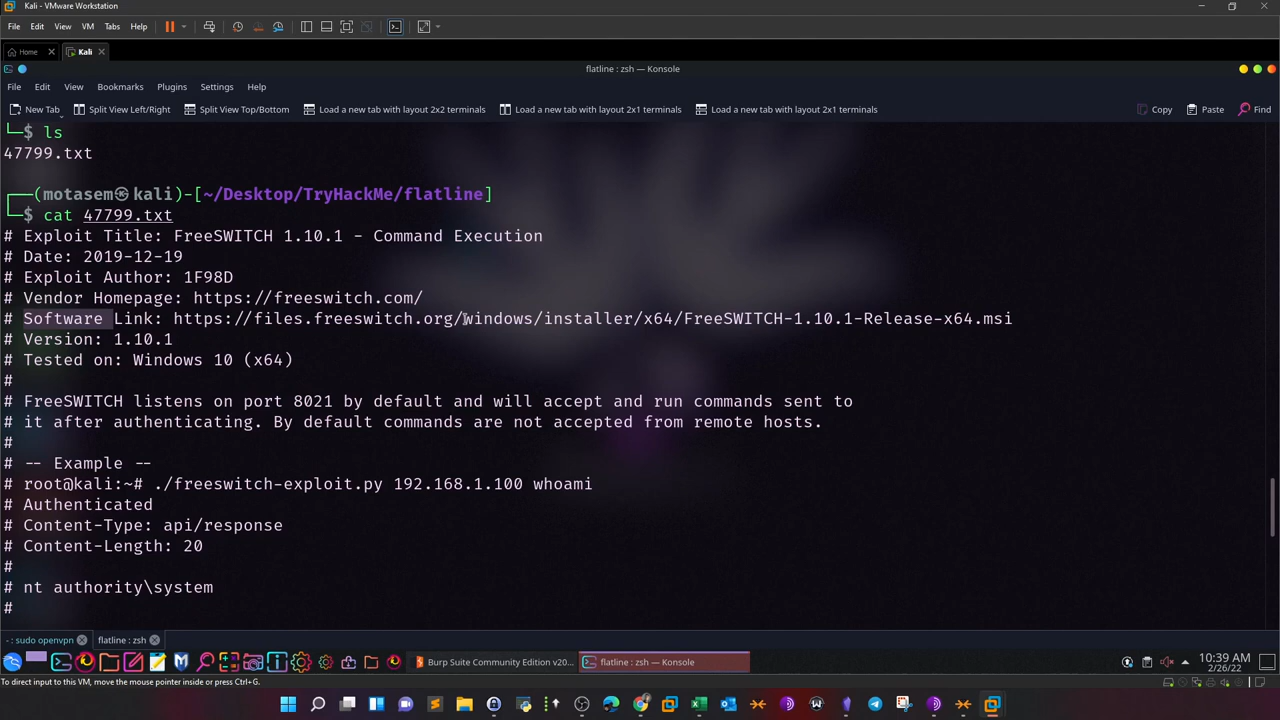 Kali - VMware Workstation
File Edit View VM Tabs Help
Home Kali
flatline : zsh — Konsole
File Edit View Bookmarks Plugins Settings Help
New Tab Split View Left/Right Split View Top/Bottom Load a new tab with layout 2x2 terminals Load a new tab with layout 2x1 terminals Load a new tab with layout 2x1 terminals Copy Paste Find
└─$ ls
47799.txt
┌──(motasem㉿kali)-[~/Desktop/TryHackMe/flatline]
└─$ cat 47799.txt
# Exploit Title: FreeSWITCH 1.10.1 - Command Execution
# Date: 2019-12-19
# Exploit Author: 1F98D
# Vendor Homepage: https://freeswitch.com/
# Software Link: https://files.freeswitch.org/windows/installer/x64/FreeSWITCH-1.10.1-Release-x64.msi
# Version: 1.10.1
# Tested on: Windows 10 (x64)
#
# FreeSWITCH listens on port 8021 by default and will accept and run commands sent to
# it after authenticating. By default commands are not accepted from remote hosts.
#
# -- Example --
# root@kali:~# ./freeswitch-exploit.py 192.168.1.100 whoami
# Authenticated
# Content-Type: api/response
# Content-Length: 20
#
# nt authority\system
#
- : sudo openvpn flatline : zsh
Burp Suite Community Edition v20... flatline : zsh — Konsole 10:39 AM
2/26/22
To direct input to this VM, move the mouse pointer inside or press Ctrl+G.